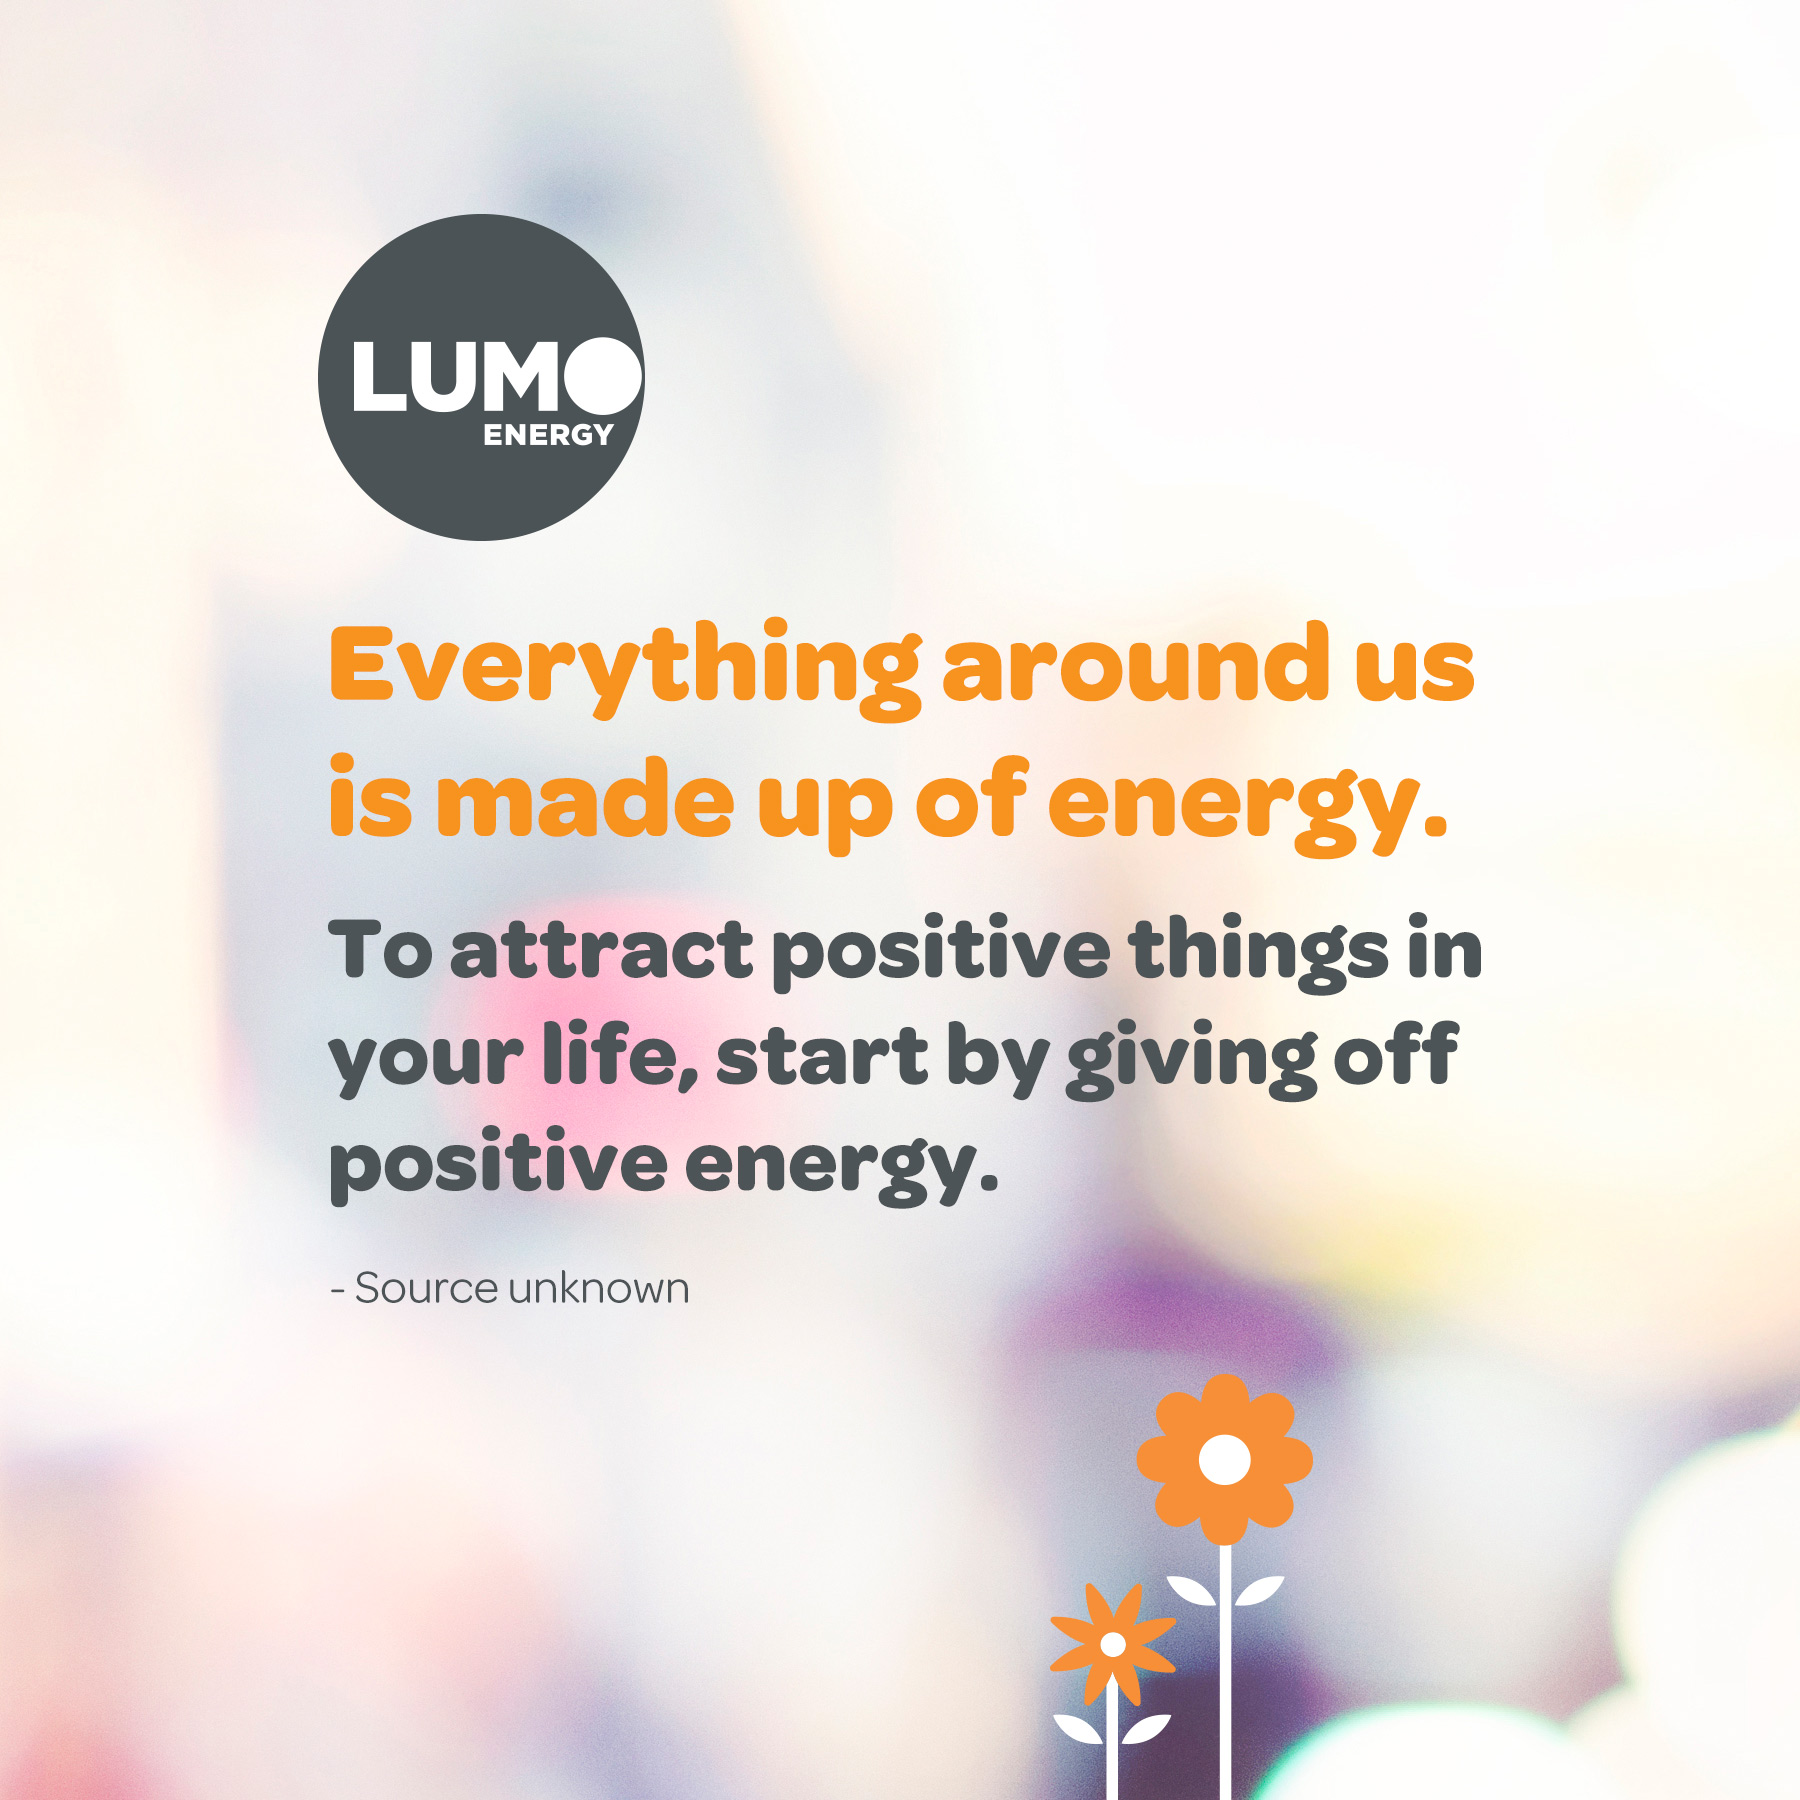 LUMO
ENERGY
Everything around us
is made up of energy.
To attract positive things in
your life, start by giving off
positive energy.
- Source unknown